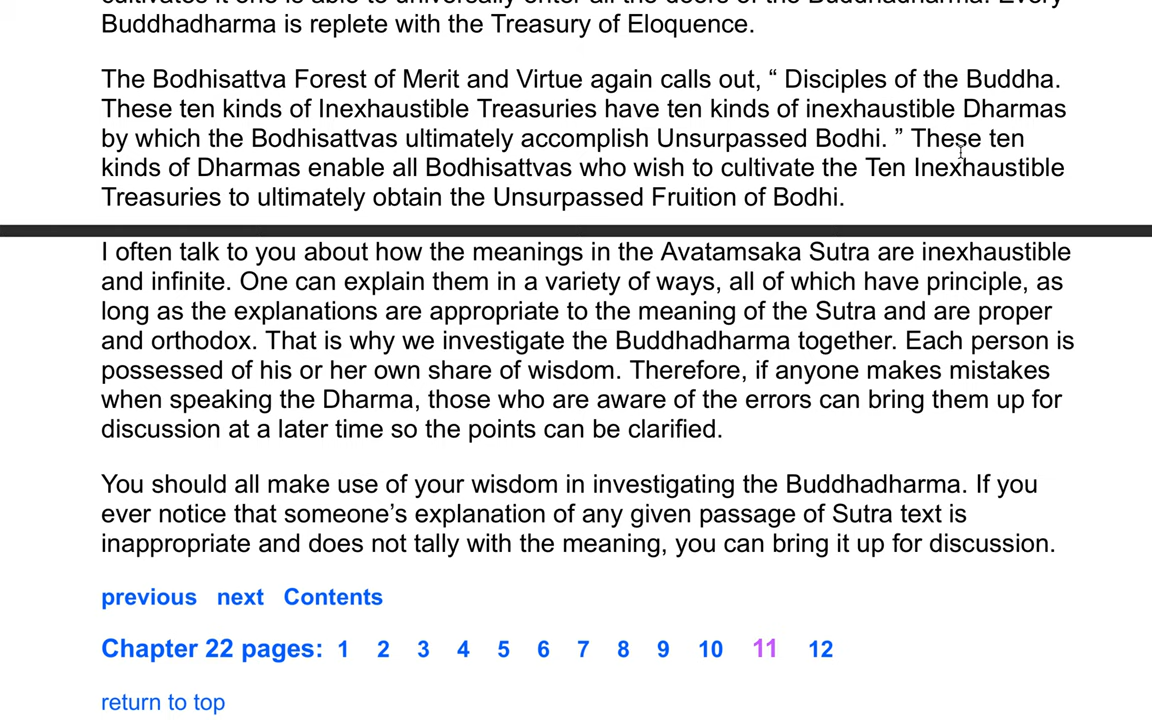 Buddhadharma is replete with the Treasury of Eloquence.
The Bodhisattva Forest of Merit and Virtue again calls out, “ Disciples of the Buddha.
These ten kinds of Inexhaustible Treasuries have ten kinds of inexhaustible Dharmas
by which the Bodhisattvas ultimately accomplish Unsurpassed Bodhi. ” These ten
kinds of Dharmas enable all Bodhisattvas who wish to cultivate the Ten Inexhaustible
Treasuries to ultimately obtain the Unsurpassed Fruition of Bodhi.
I often talk to you about how the meanings in the Avatamsaka Sutra are inexhaustible
and infinite. One can explain them in a variety of ways, all of which have principle, as
long as the explanations are appropriate to the meaning of the Sutra and are proper
and orthodox. That is why we investigate the Buddhadharma together. Each person is
possessed of his or her own share of wisdom. Therefore, if anyone makes mistakes
when speaking the Dharma, those who are aware of the errors can bring them up for
discussion at a later time so the points can be clarified.
You should all make use of your wisdom in investigating the Buddhadharma. If you
ever notice that someone’s explanation of any given passage of Sutra text is
inappropriate and does not tally with the meaning, you can bring it up for discussion.
previous next Contents
Chapter 22 pages: 1 2 3 4 5 6 7 8 9 10 11 12
return to top